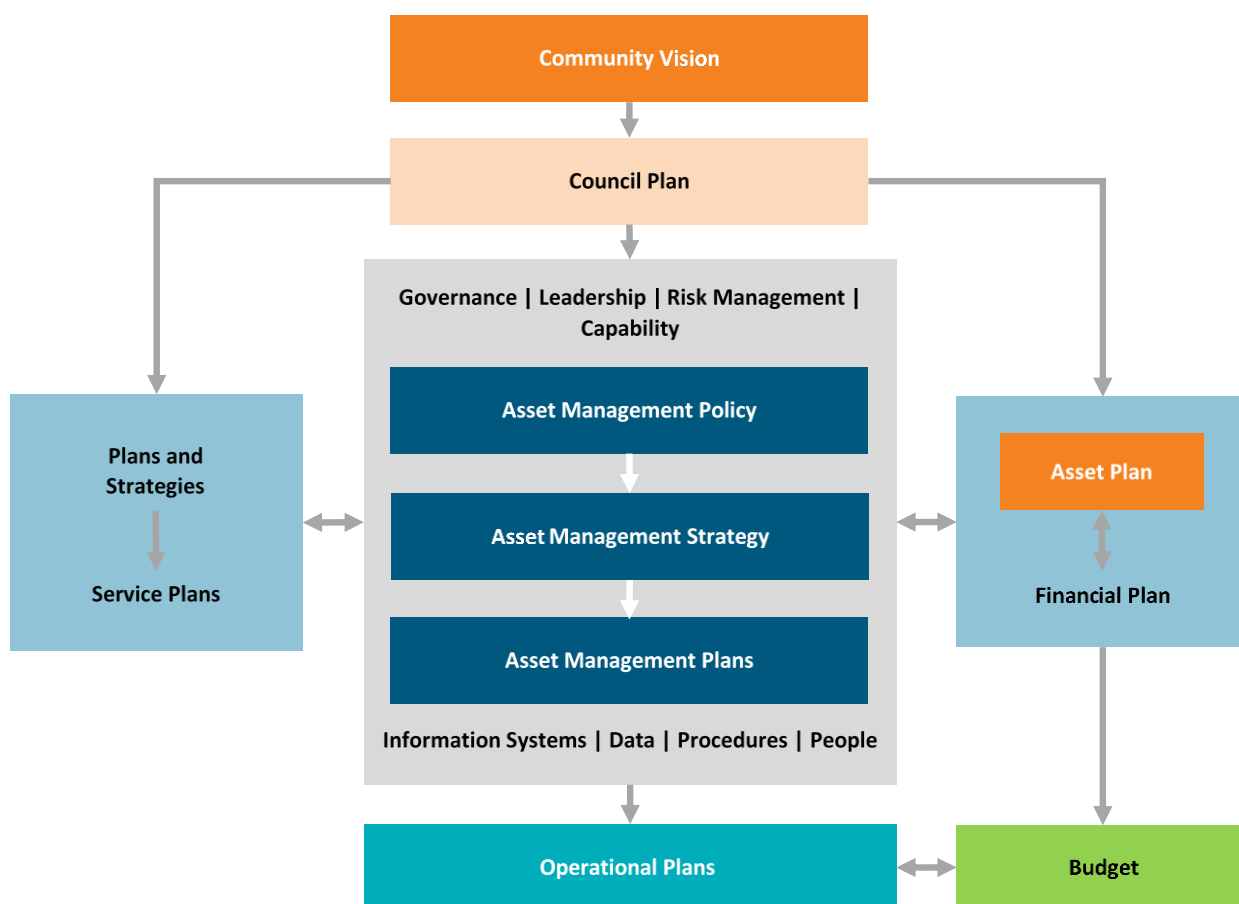 Community Vision
Council Plan
Governance | Leadership | Risk Management |
Capability
Asset Management Policy
Plans and
Strategies
Service Plans
Asset Management Strategy
Asset Plan
Financial Plan
Asset Management Plans
Information Systems | Data | Procedures | People
Operational Plans
Budget